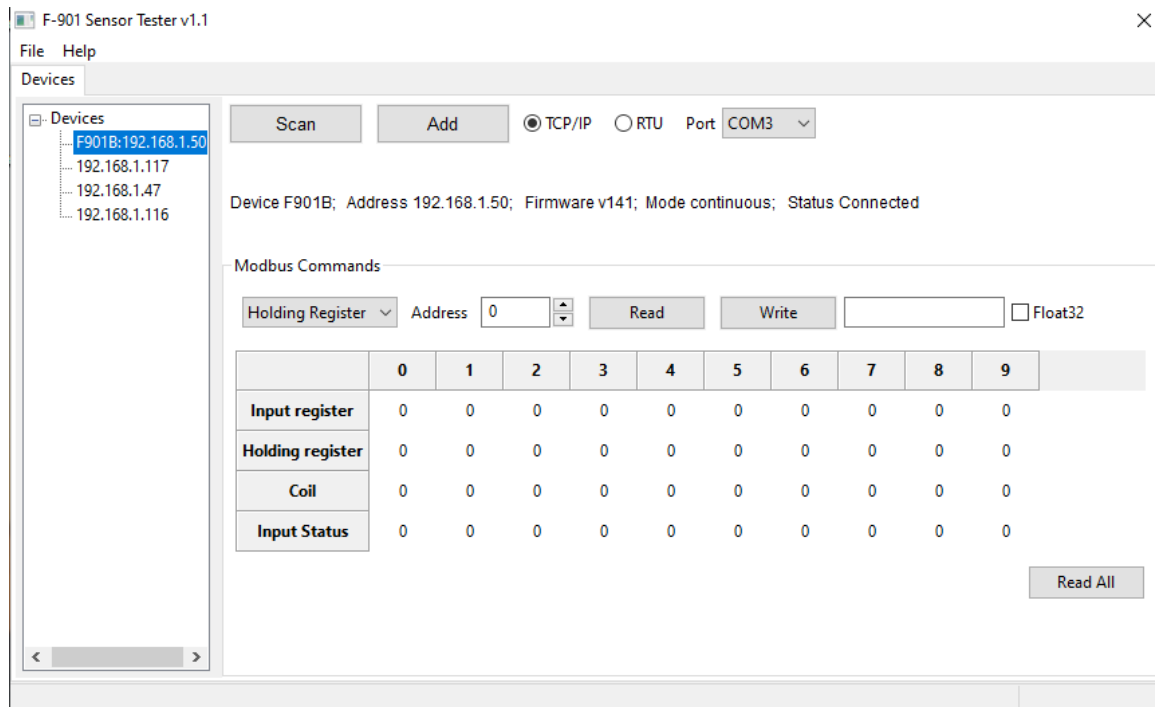 F-901 Sensor Tester v1.1
File Help
Devices
Devices
F901B:192.168.1.50
192.168.1.117
192.168.1.47
192.168.1.116
Scan Add TCP/IP RTU Port COM3
Device F901B; Address 192.168.1.50; Firmware v141; Mode continuous; Status Connected
Modbus Commands
Holding Register Address 0 Read Write Float32
0 1 2 3 4 5 6 7 8 9
Input register 0 0 0 0 0 0 0 0 0 0
Holding register 0 0 0 0 0 0 0 0 0 0
Coil 0 0 0 0 0 0 0 0 0 0
Input Status 0 0 0 0 0 0 0 0 0 0
Read All